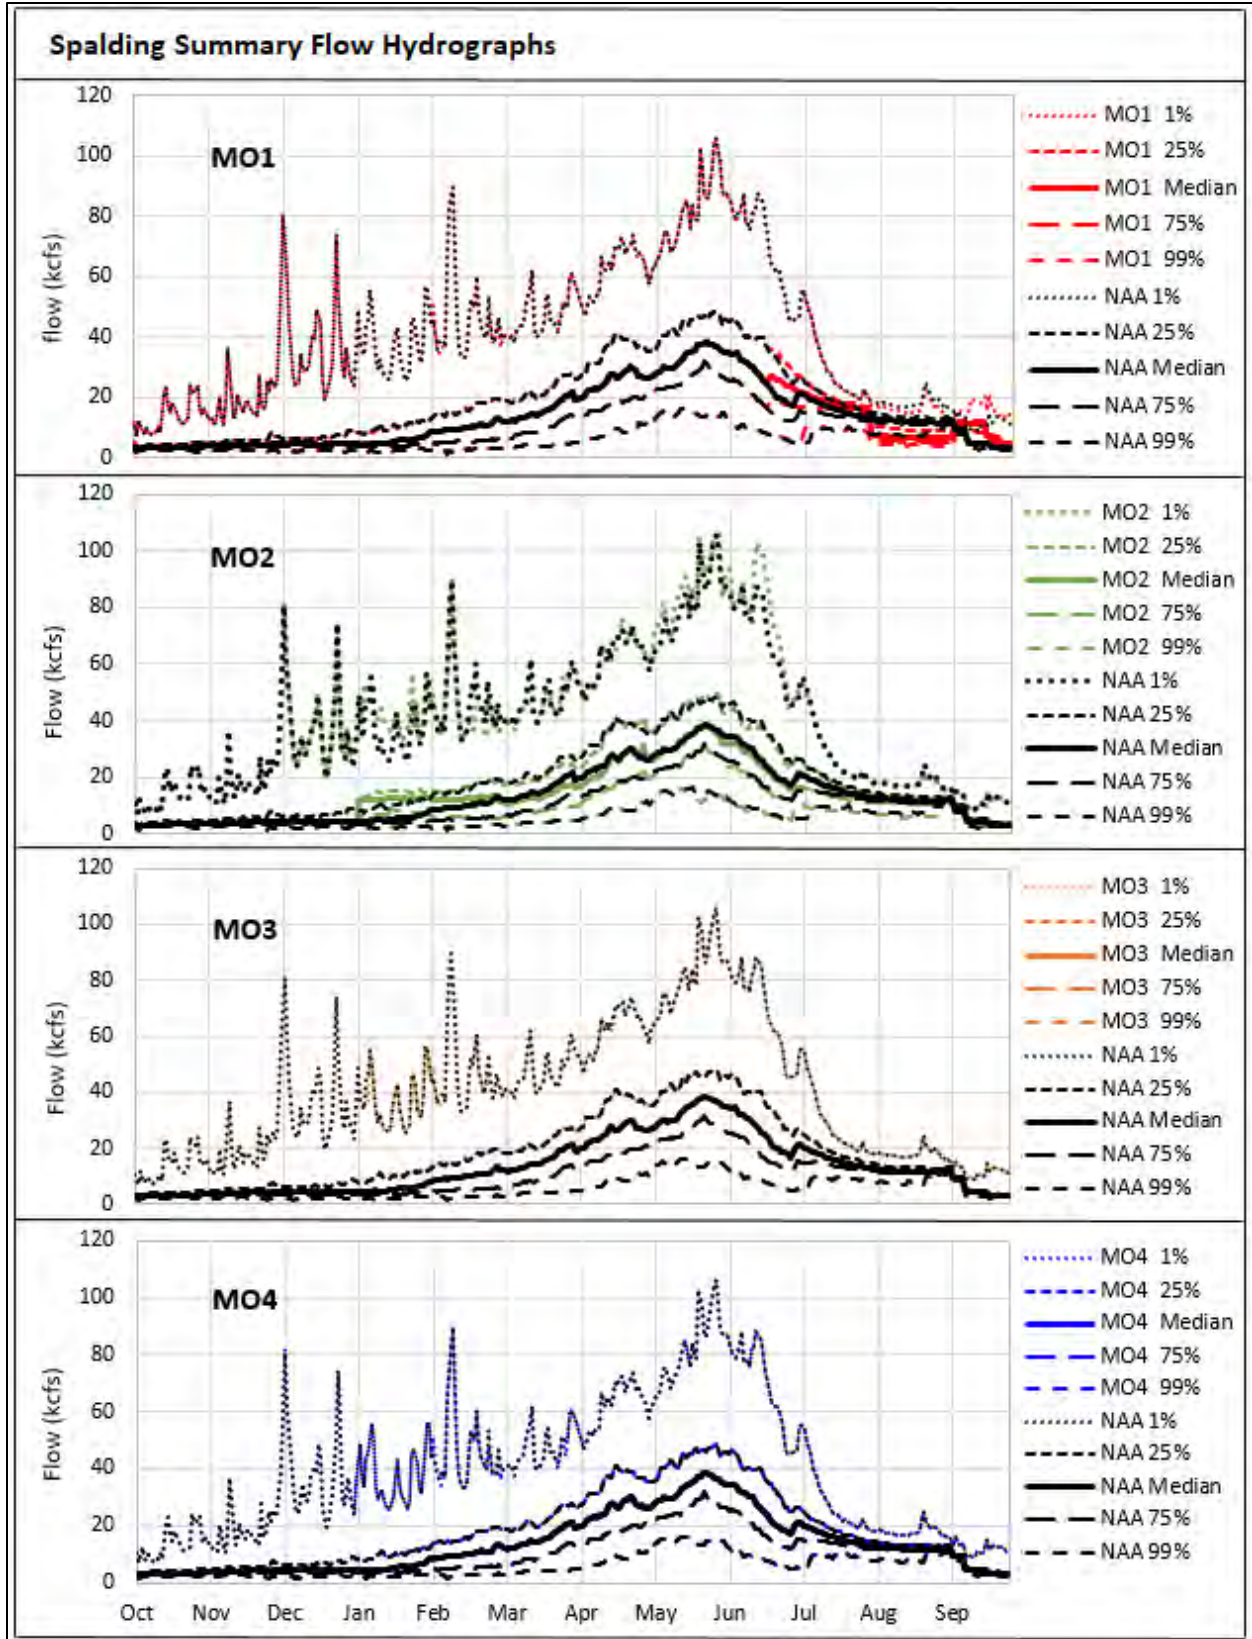 Spalding Summary Flow Hydrographs
120
100
80
60
40
20
0
flow (kcfs)
MO1
MO1 1%
MO1 25%
MO1 Median
MO1 75%
MO1 99%
NAA 1%
NAA 25%
NAA Median
NAA 75%
NAA 99%
120
100
80
60
40
20
0
Flow (kcfs)
MO2
MO2 1%
MO2 25%
MO2 Median
MO2 75%
MO2 99%
NAA 1%
NAA 25%
NAA Median
NAA 75%
NAA 99%
120
100
80
60
40
20
0
Flow (kcfs)
MO3
MO3 1%
MO3 25%
MO3 Median
MO3 75%
MO3 99%
NAA 1%
NAA 25%
NAA Median
NAA 75%
NAA 99%
120
100
80
60
40
20
0
Flow (kcfs)
MO4
MO4 1%
MO4 25%
MO4 Median
MO4 75%
MO4 99%
NAA 1%
NAA 25%
NAA Median
NAA 75%
NAA 99%
Oct Nov Dec Jan Feb Mar Apr May Jun Jul Aug Sep